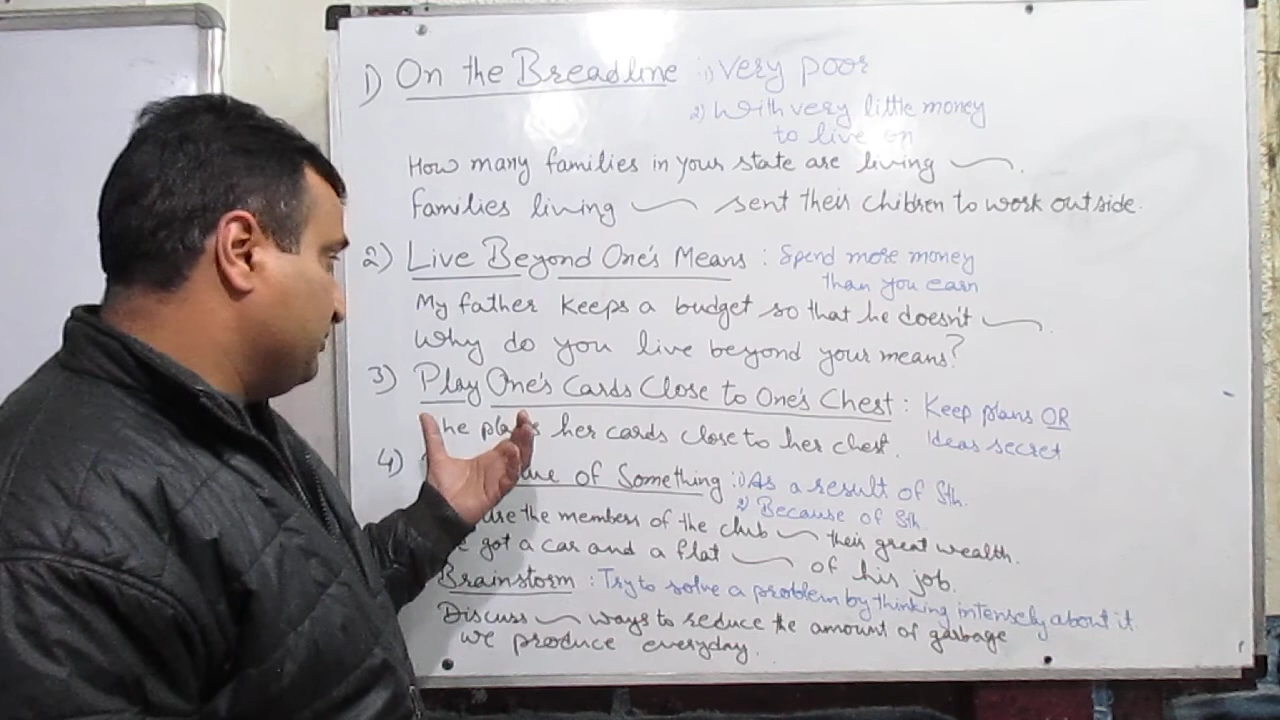 1) On the Breadline : 1) Very poor
2) With very little money
to live on
How many families in your state are living ~.
Families living ~ sent their chibren to work outside.
2) Live Beyond One's Means : Spend more money
than you earn
My father keeps a budget so that he doesn't ~.
Why do you live beyond your means?
3) Play One's Cards Close to One's Chest : Keep plans OR
Ideas secret
he plays her cards close to her chest.
4) of Something : 1) As a result of Sth.
2) Because of Sth.
the members of the club ~ their great wealth.
got a car and a flat ~ of his job.
Brainstorm : Try to solve a problem by thinking intensely about it.
Discuss ~ ways to reduce the amount of garbage
we produce everyday.